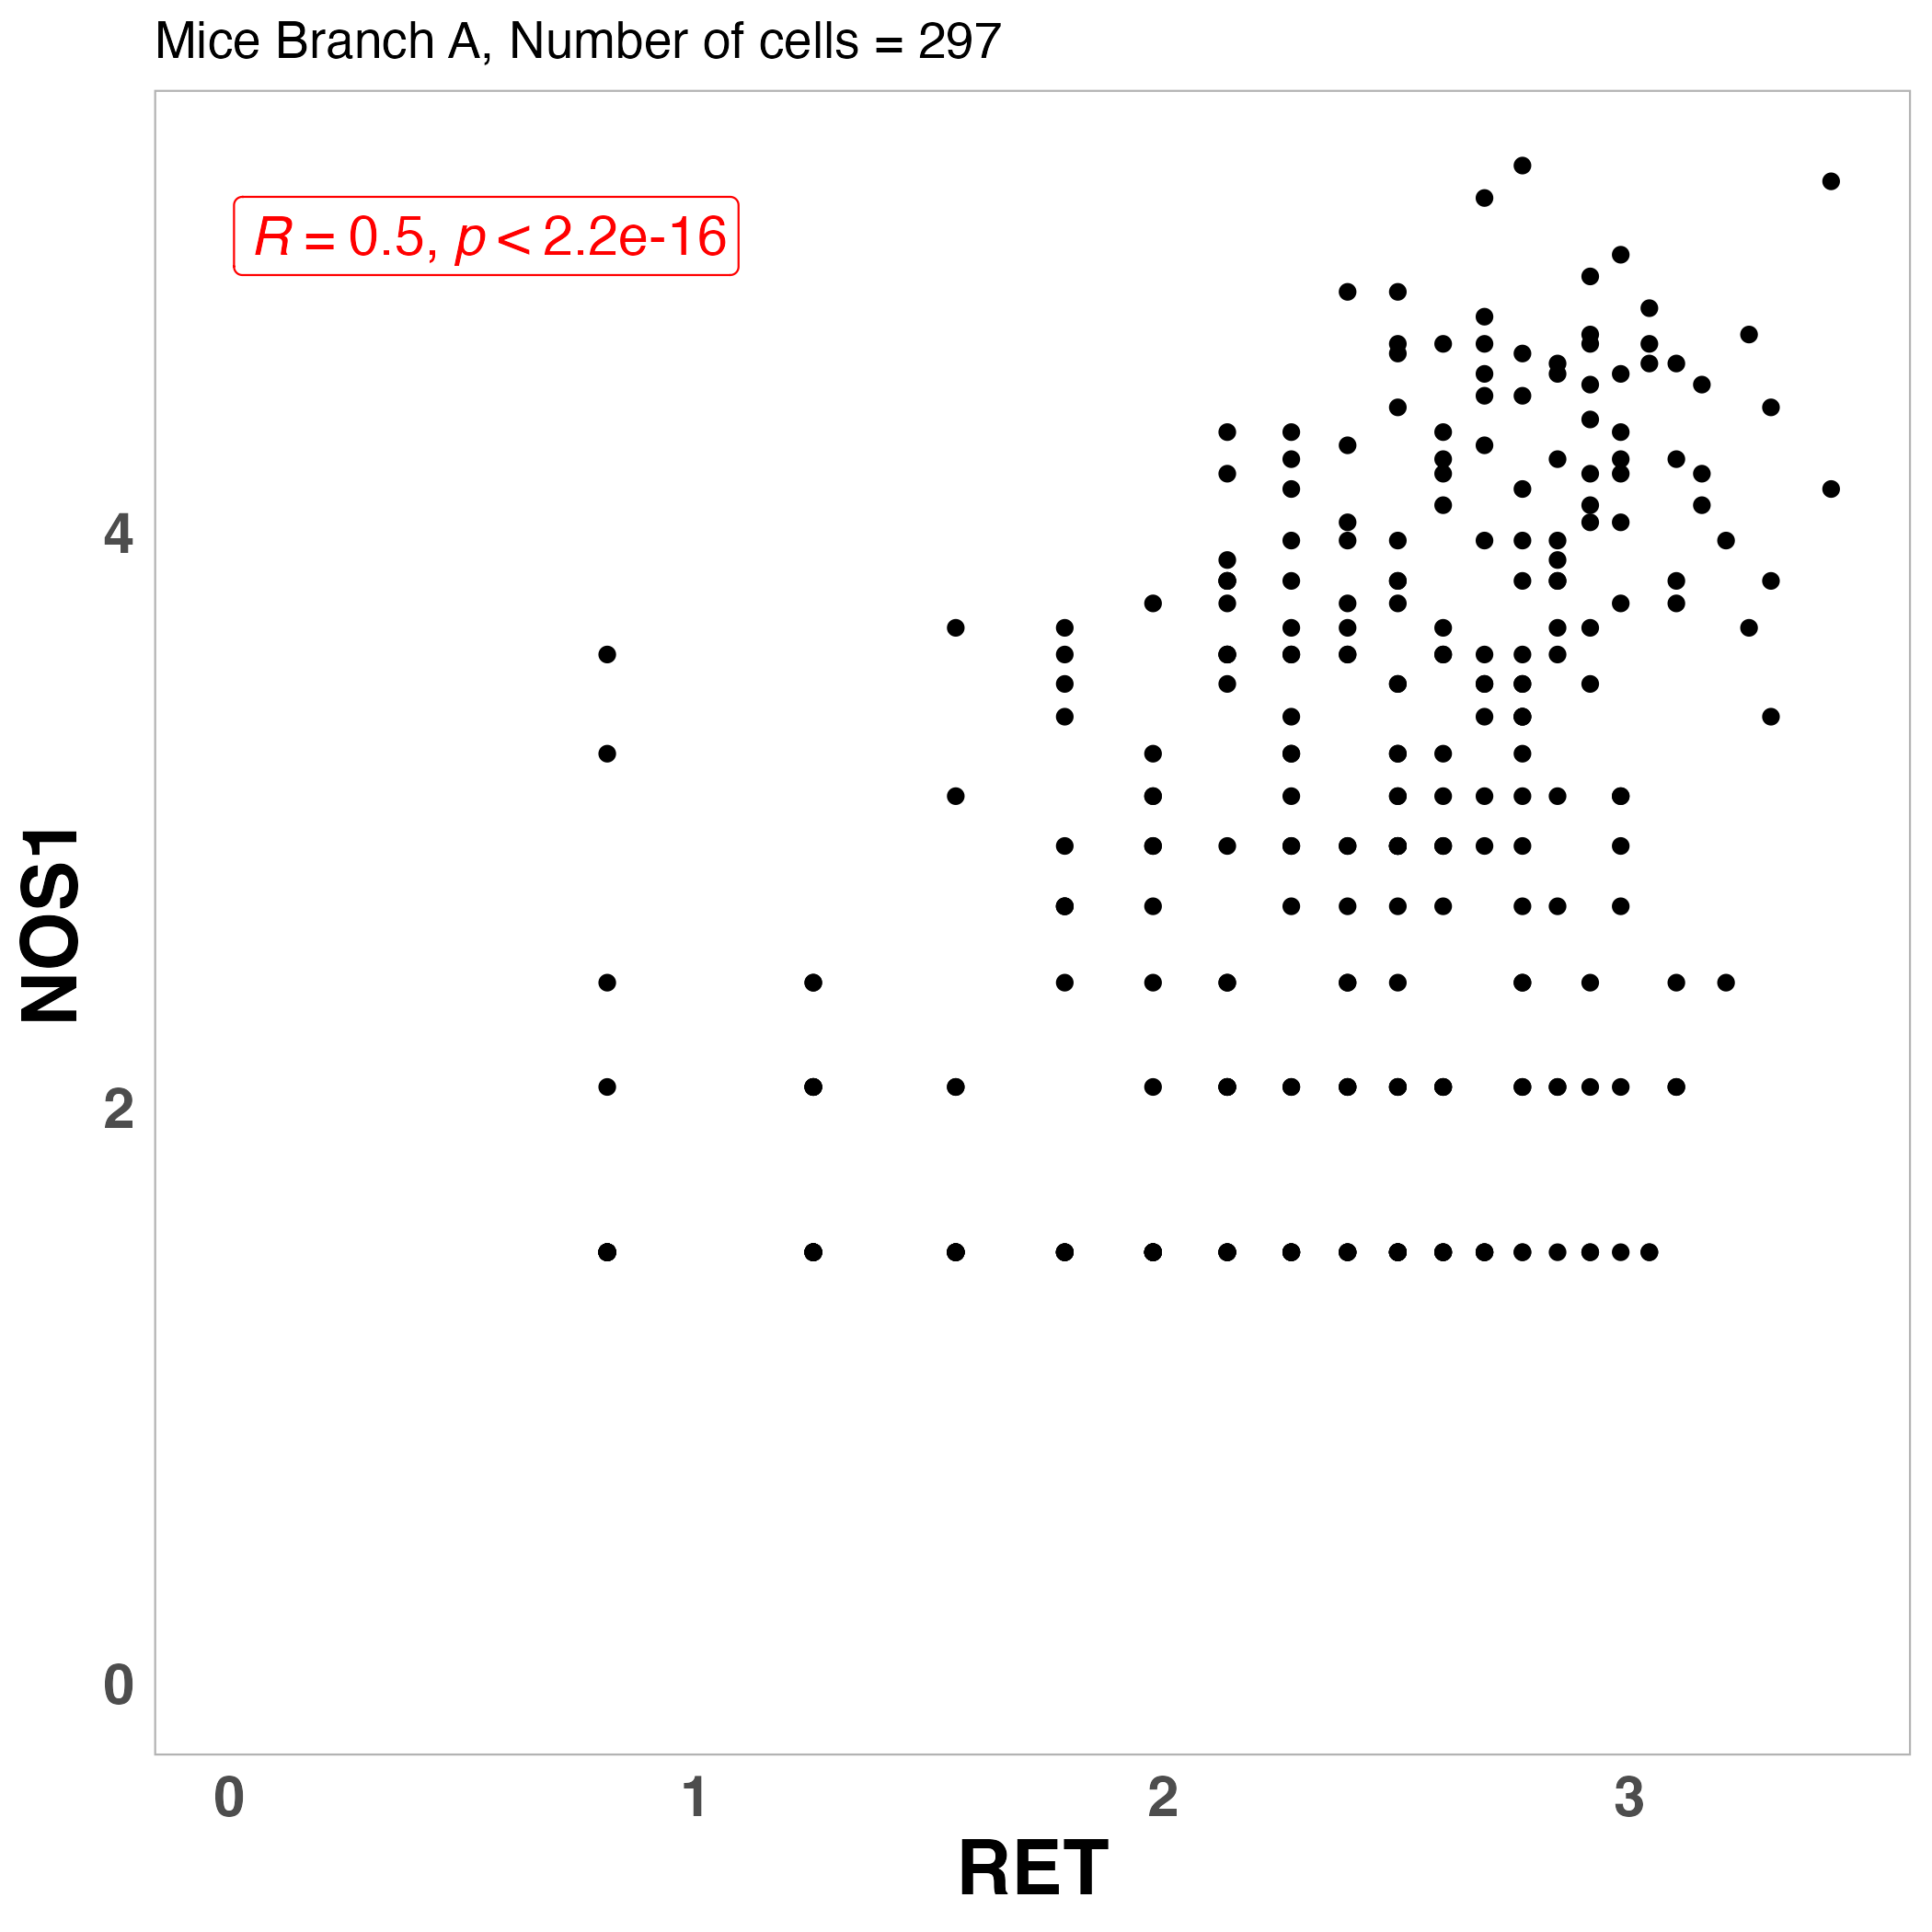 Mice Branch A, Number of cells = 297
R = 0.5, p < 2.2e-16
4
2
0
NOS1
0 1 2 3
RET